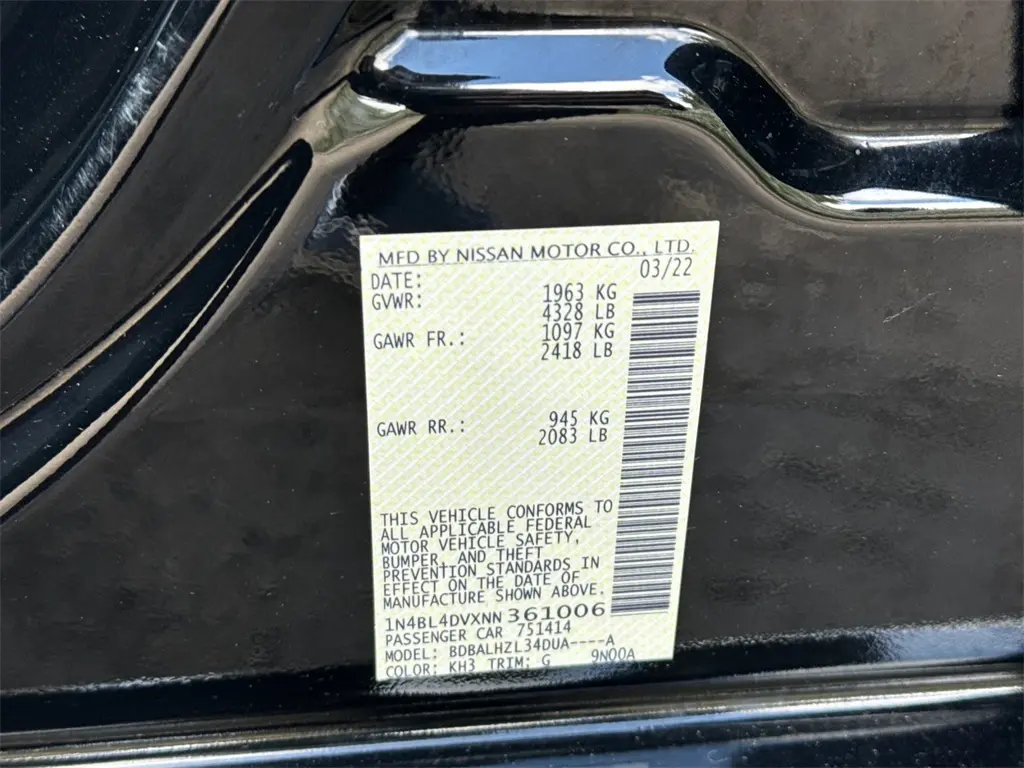 MFD BY NISSAN MOTOR CO., LTD.
DATE: 03/22
GVWR: 1963 KG
4328 LB
GAWR FR.: 1097 KG
2418 LB
GAWR RR.: 945 KG
2083 LB
THIS VEHICLE CONFORMS TO
ALL APPLICABLE FEDERAL
MOTOR VEHICLE SAFETY,
BUMPER, AND THEFT
PREVENTION STANDARDS IN
EFFECT ON THE DATE OF
MANUFACTURE SHOWN ABOVE.
1N4BL4DVXNN361006
PASSENGER CAR 751414
MODEL: BDBALHZL34DUA----A
COLOR: KH3 TRIM: G 9N00A